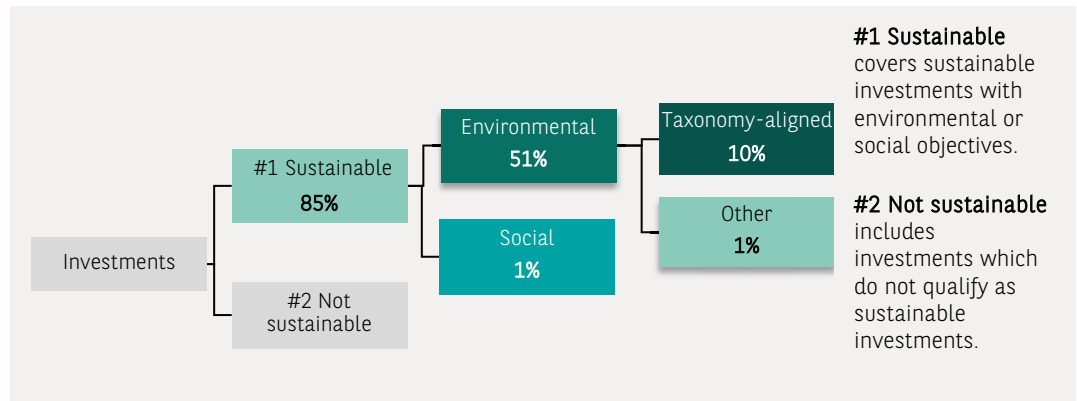 Investments
#1 Sustainable
85%
#2 Not
sustainable
Environmental
51%
Social
1%
Taxonomy-aligned
10%
Other
1%
#1 Sustainable
covers sustainable
investments with
environmental or
social objectives.
#2 Not sustainable
includes
investments which
do not qualify as
sustainable
investments.